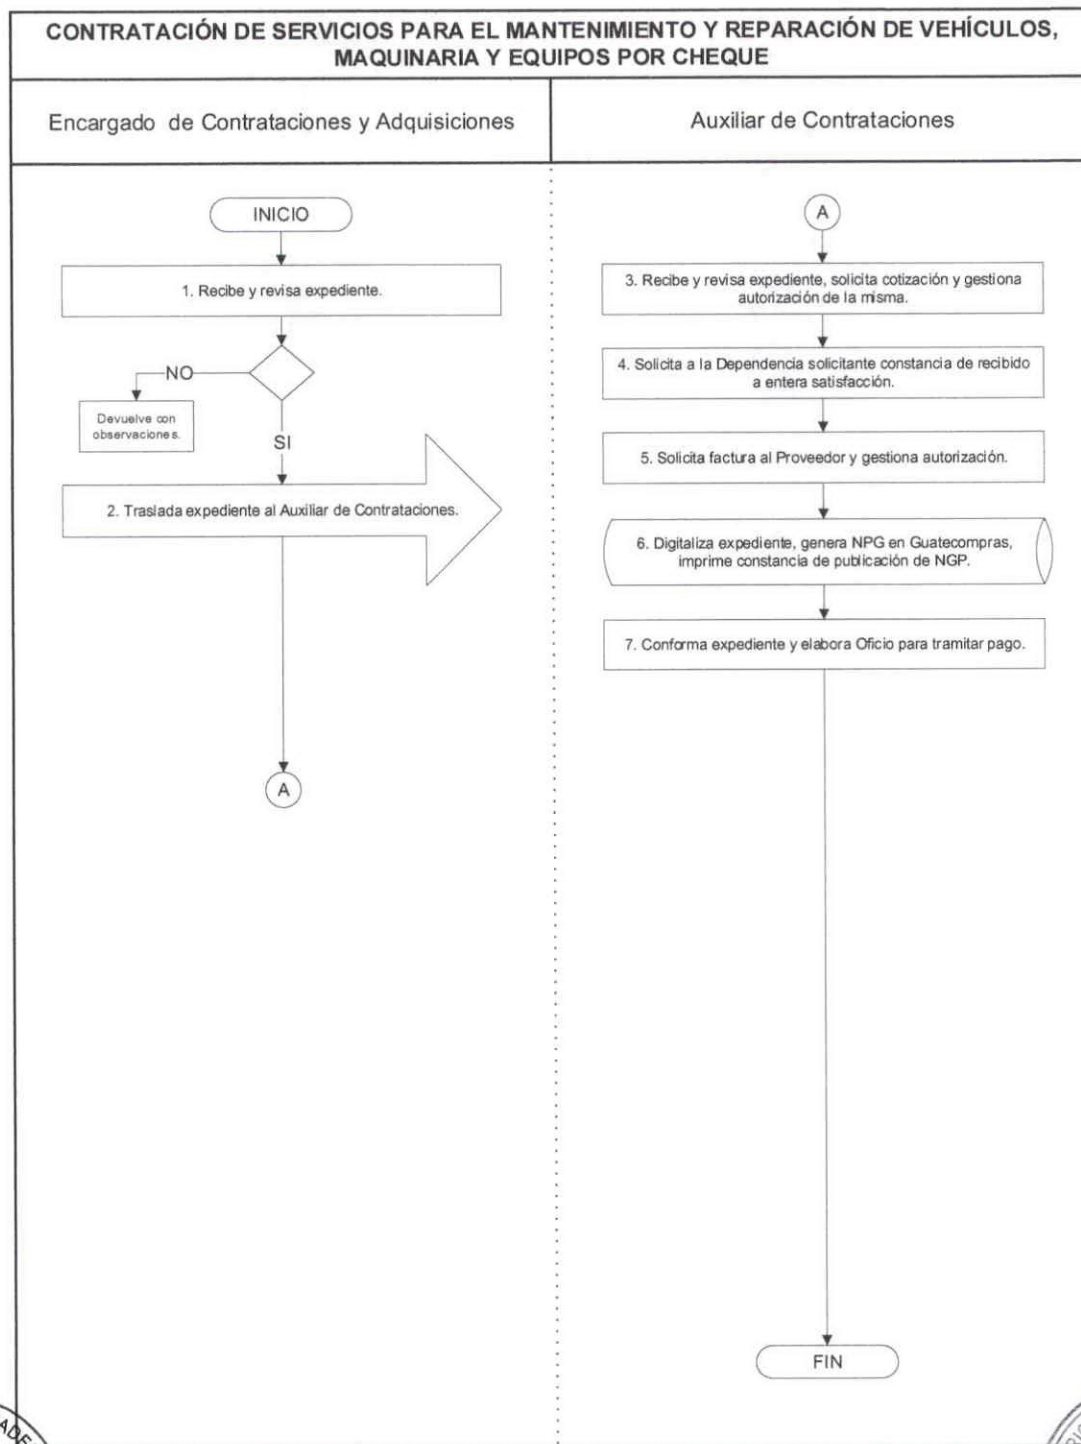 CONTRATACIÓN DE SERVICIOS PARA EL MANTENIMIENTO Y REPARACIÓN DE VEHÍCULOS,
MAQUINARIA Y EQUIPOS POR CHEQUE
Encargado de Contrataciones y Adquisiciones
Auxiliar de Contrataciones
INICIO
1. Recibe y revisa expediente.
NO
Devuelve con
observaciones.
SI
2. Traslada expediente al Auxiliar de Contrataciones.
A
A
3. Recibe y revisa expediente, solicita cotización y gestiona
autorización de la misma.
4. Solicita a la Dependencia solicitante constancia de recibido
a entera satisfacción.
5. Solicita factura al Proveedor y gestiona autorización.
6. Digitaliza expediente, genera NPG en Guatecompras,
imprime constancia de publicación de NGP.
7. Conforma expediente y elabora Oficio para tramitar pago.
FIN